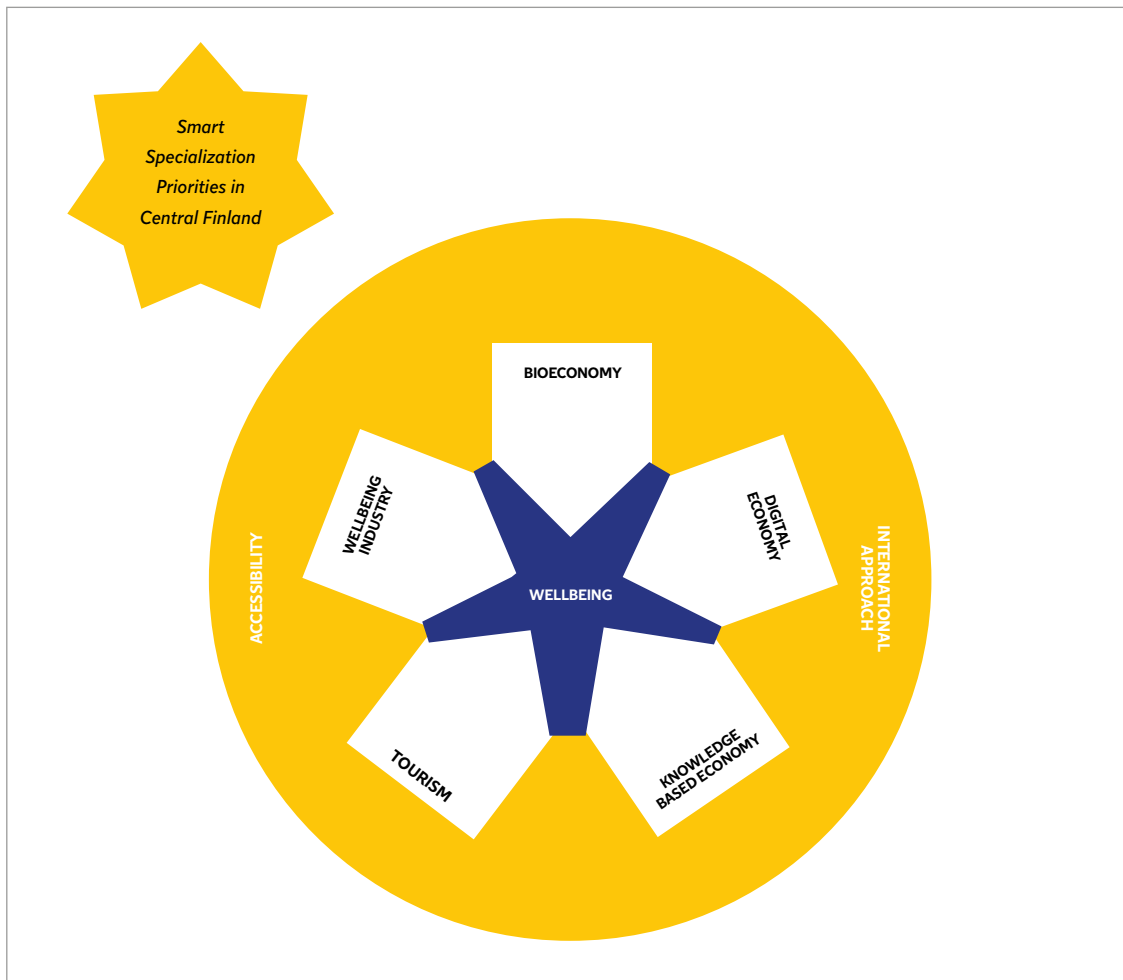 Smart
Specialization
Priorities in
Central Finland
BIOECONOMY
WELLBEING
INDUSTRY
DIGITAL
ECONOMY
ACCESSIBILITY
WELLBEING
INTERNATIONAL
APPROACH
TOURISM
KNOWLEDGE
BASED ECONOMY